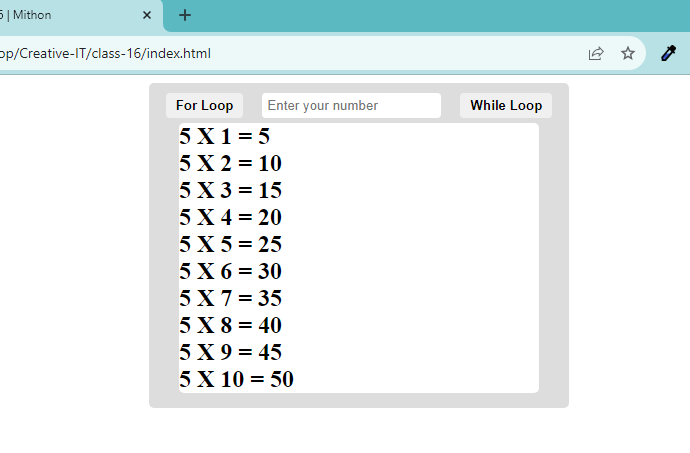 | Mithon
op/Creative-IT/class-16/index.html
For Loop
Enter your number
While Loop
5 X 1 = 5
5 X 2 = 10
5 X 3 = 15
5 X 4 = 20
5 X 5 = 25
5 X 6 = 30
5 X 7 = 35
5 X 8 = 40
5 X 9 = 45
5 X 10 = 50